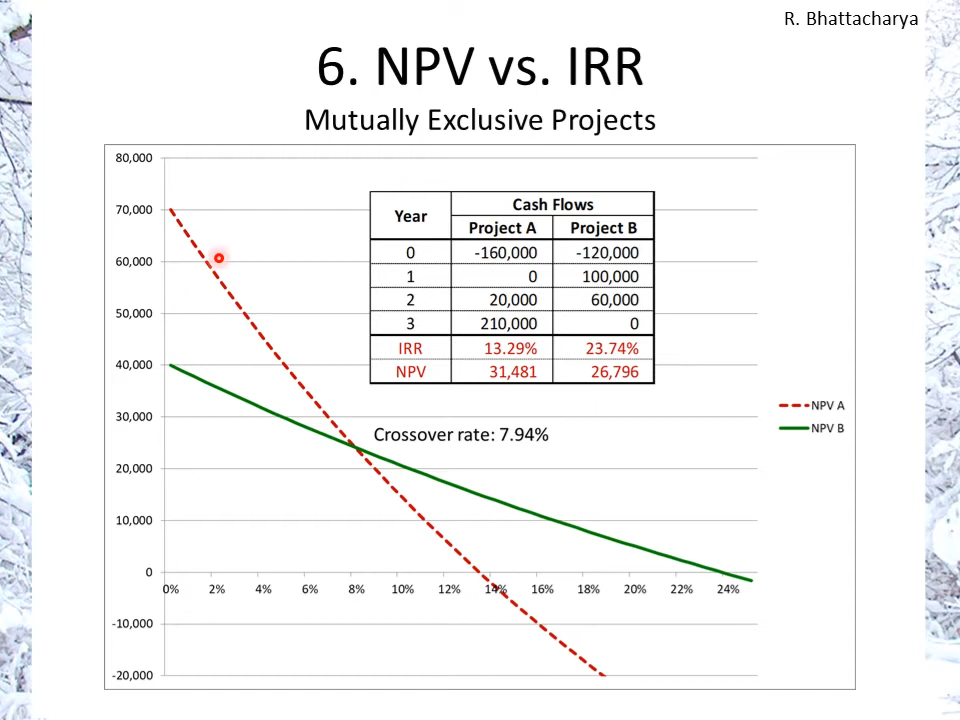 R. Bhattacharya
6. NPV vs. IRR
Mutually Exclusive Projects
80,000
70,000
60,000
50,000
40,000
30,000
20,000
10,000
0
-10,000
-20,000
Year Cash Flows
Project A Project B
0 -160,000 -120,000
1 0 100,000
2 20,000 60,000
3 210,000 0
IRR 13.29% 23.74%
NPV 31,481 26,796
Crossover rate: 7.94%
NPV A
NPV B
0% 2% 4% 6% 8% 10% 12% 14% 16% 18% 20% 22% 24%